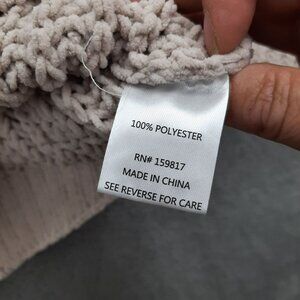 100% POLYESTER
RN# 159817
MADE IN CHINA
SEE REVERSE FOR CARE